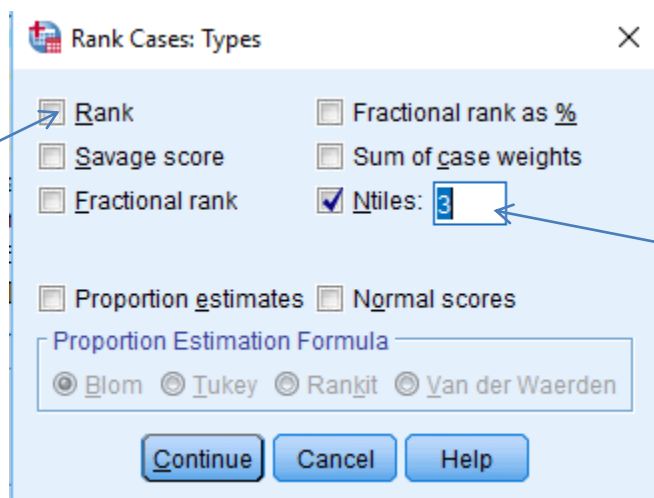 Rank Cases: Types
Rank
Fractional rank as %
Savage score
Sum of case weights
Fractional rank
Ntiles: 3
Proportion estimates
Normal scores
Proportion Estimation Formula
Blom Tukey Rankit Van der Waerden
Continue Cancel Help